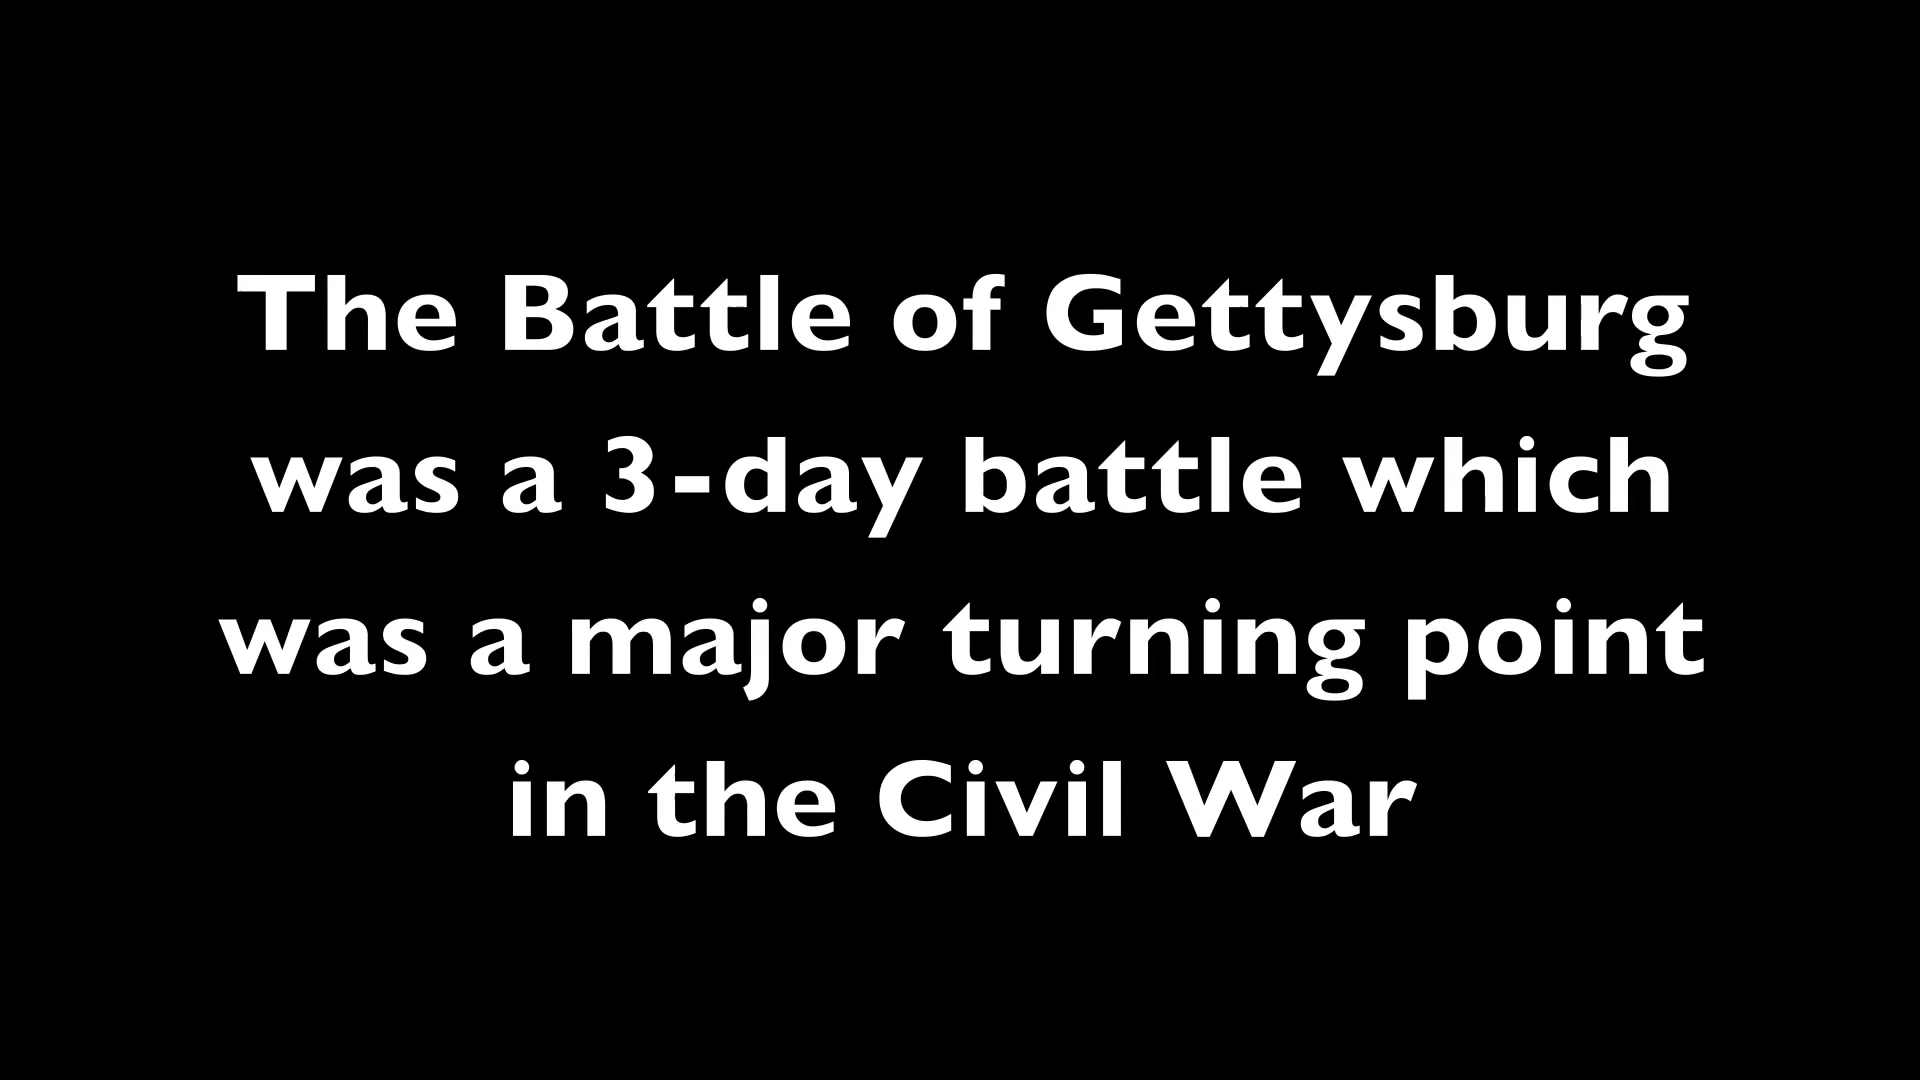 The Battle of Gettysburg
was a 3-day battle which
was a major turning point
in the Civil War